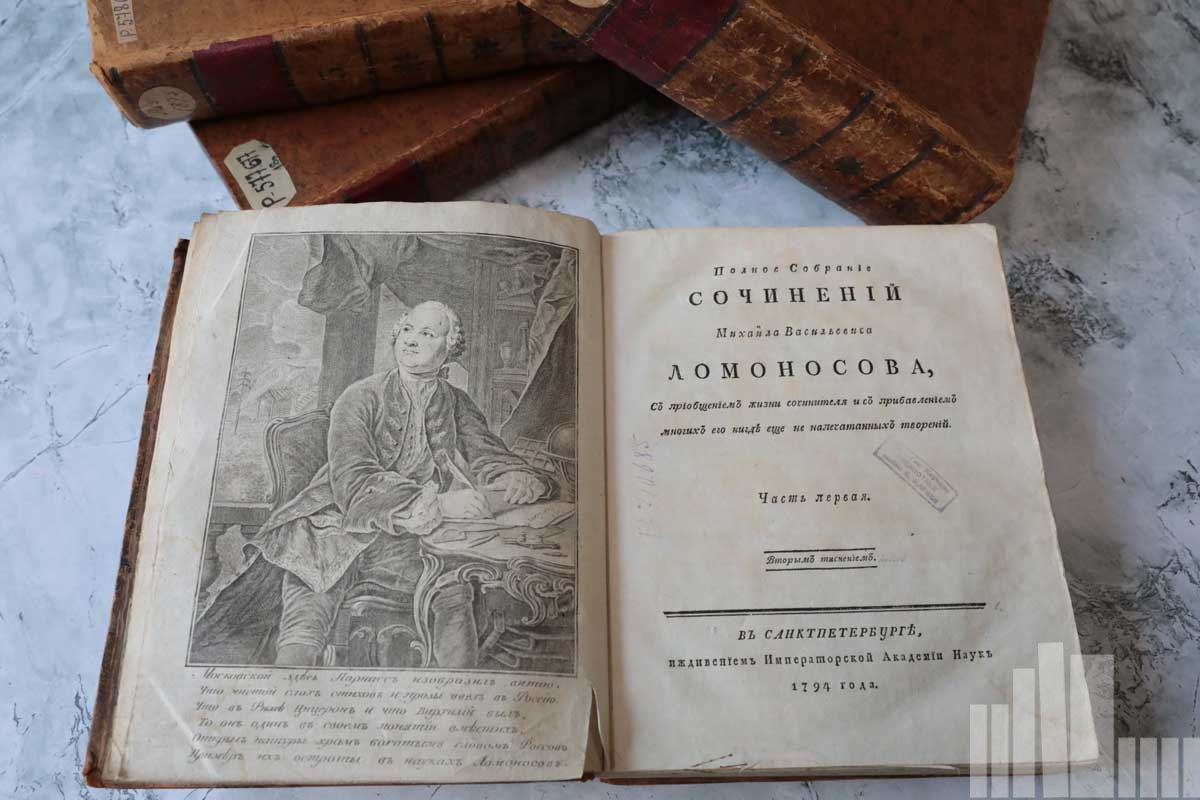 Московской здѣсь Парнассъ изобразилъ витію,
Что чистой слогъ стиховъ и прозы ввелъ въ Россію.
Что въ Римѣ Цицеронъ и что Виргилій былъ,
То онъ одинъ въ своемъ понятіи вмѣстилъ,
Открылъ натуры храмъ богатымъ словомъ Россовъ
Примѣръ ихъ остроты въ наукахъ Ломоносовъ.
Полное Собраніе
СОЧИНЕНІЙ
Михайла Васильевича
ЛОМОНОСОВА,
Съ пріобщеніемъ жизни сочинителя и съ прибавленіемъ
многихъ его нигдѣ еще не напечатанныхъ твореній.
Часть первая.
Вторымъ тисненіемъ.
ВЪ САНКТПЕТЕРБУРГѢ,
иждивеніемъ Императорской Академіи Наукъ
1794 года.